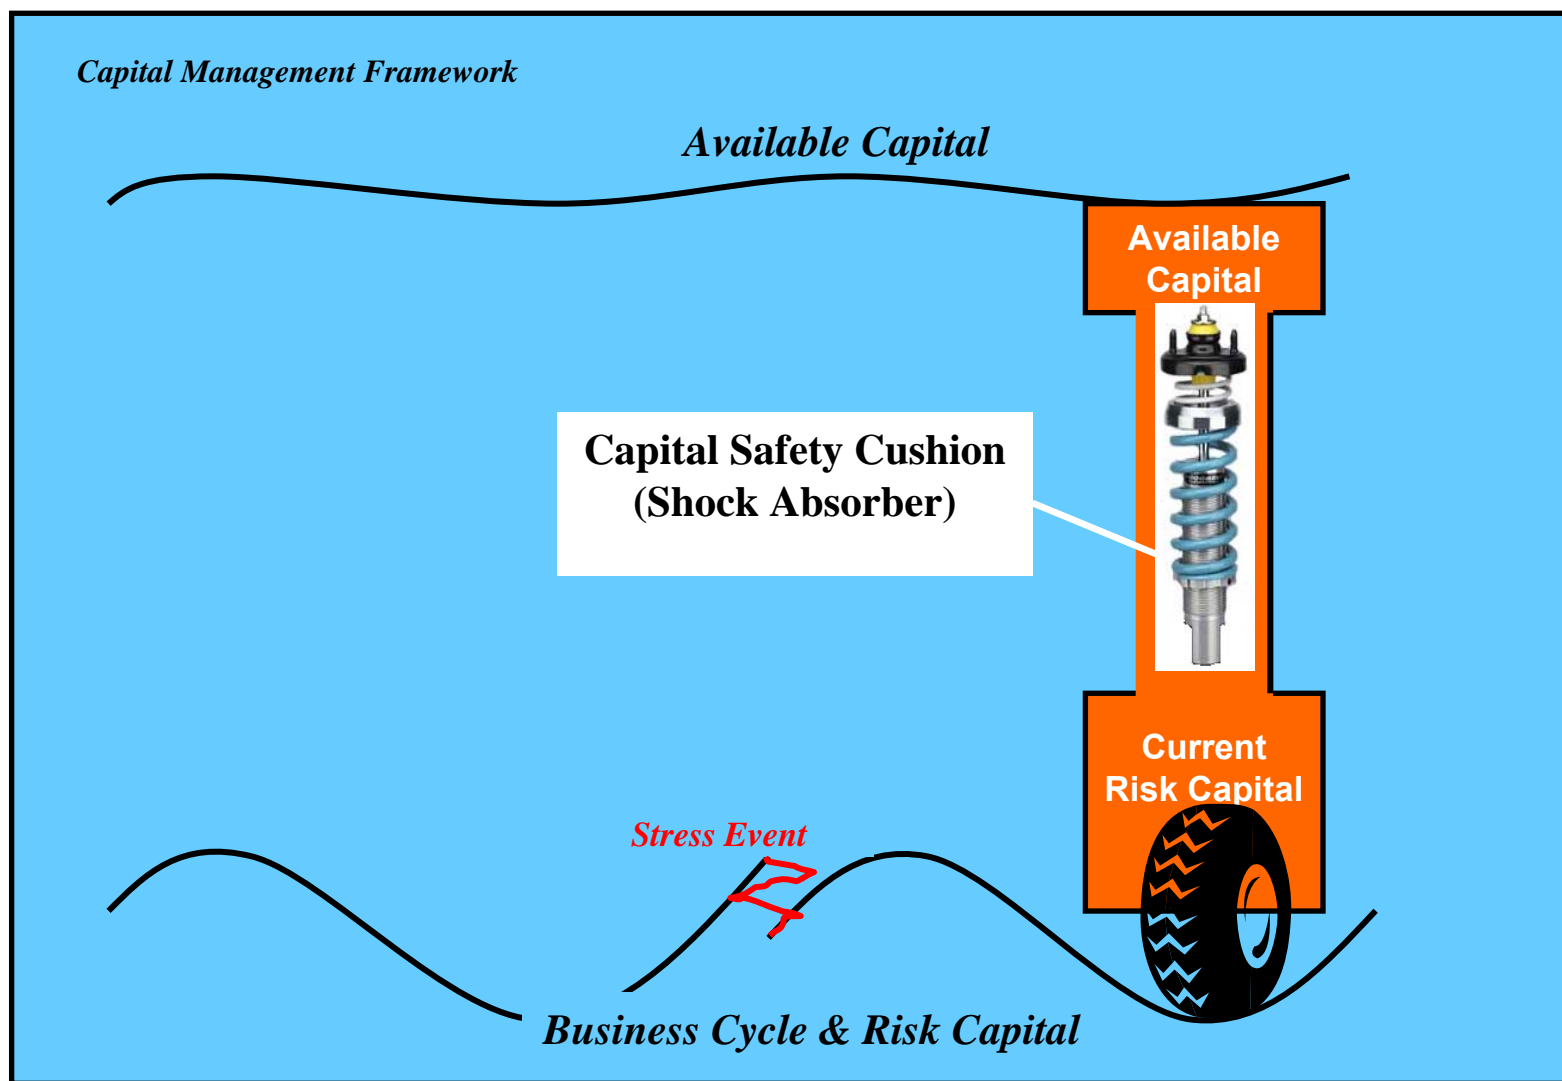 Capital Management Framework
Available Capital
Available
Capital
Capital Safety Cushion
(Shock Absorber)
Current
Risk Capital
Stress Event
Business Cycle & Risk Capital